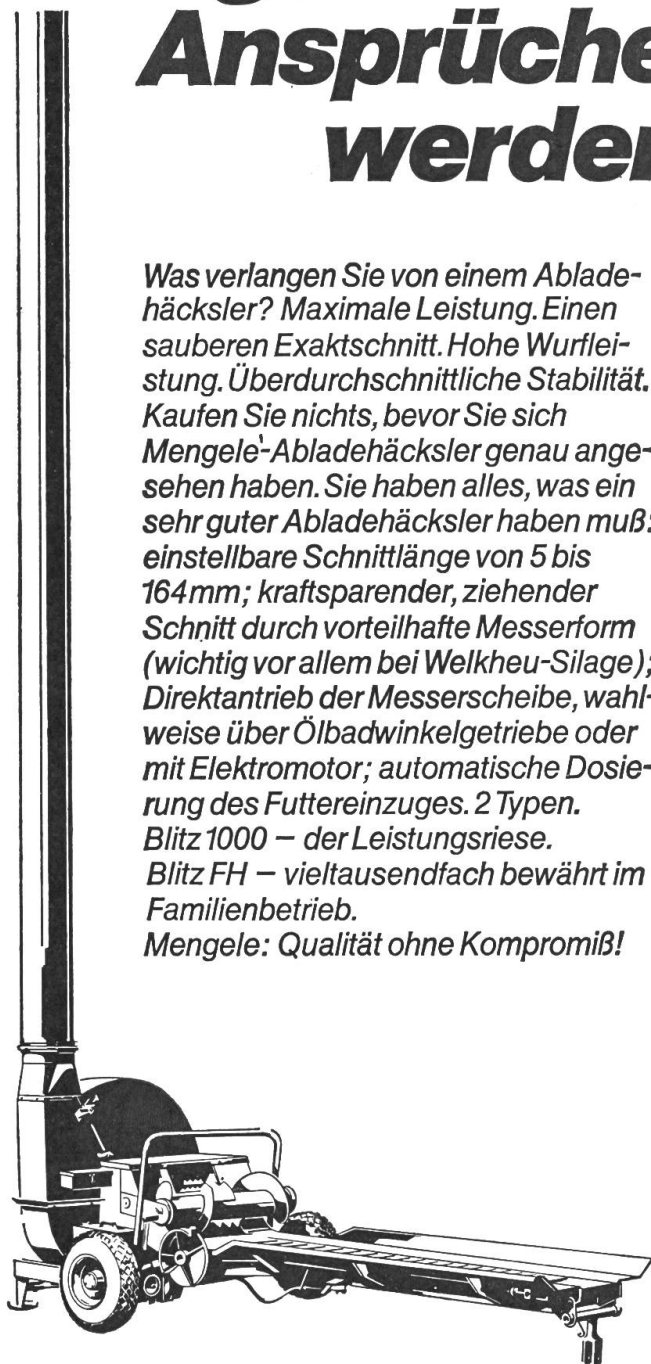 Ansprüche
werden
Was verlangen Sie von einem Ablade-
häcksler? Maximale Leistung. Einen
sauberen Exaktschnitt. Hohe Wurflei-
stung. Überdurchschnittliche Stabilität.
Kaufen Sie nichts, bevor Sie sich
Mengele-Abladehäcksler genau ange-
sehen haben. Sie haben alles, was ein
sehr guter Abladehäcksler haben muß:
einstellbare Schnittlänge von 5 bis
164mm; kraftsparender, ziehender
Schnitt durch vorteilhafte Messerform
(wichtig vor allem bei Welkheu-Silage);
Direktantrieb der Messerscheibe, wahl-
weise über Ölbadwinkelgetriebe oder
mit Elektromotor; automatische Dosie-
rung des Futtereinzuges. 2 Typen.
Blitz 1000 – der Leistungsriese.
Blitz FH – vieltausendfach bewährt im
Familienbetrieb.
Mengele: Qualität ohne Kompromiß!